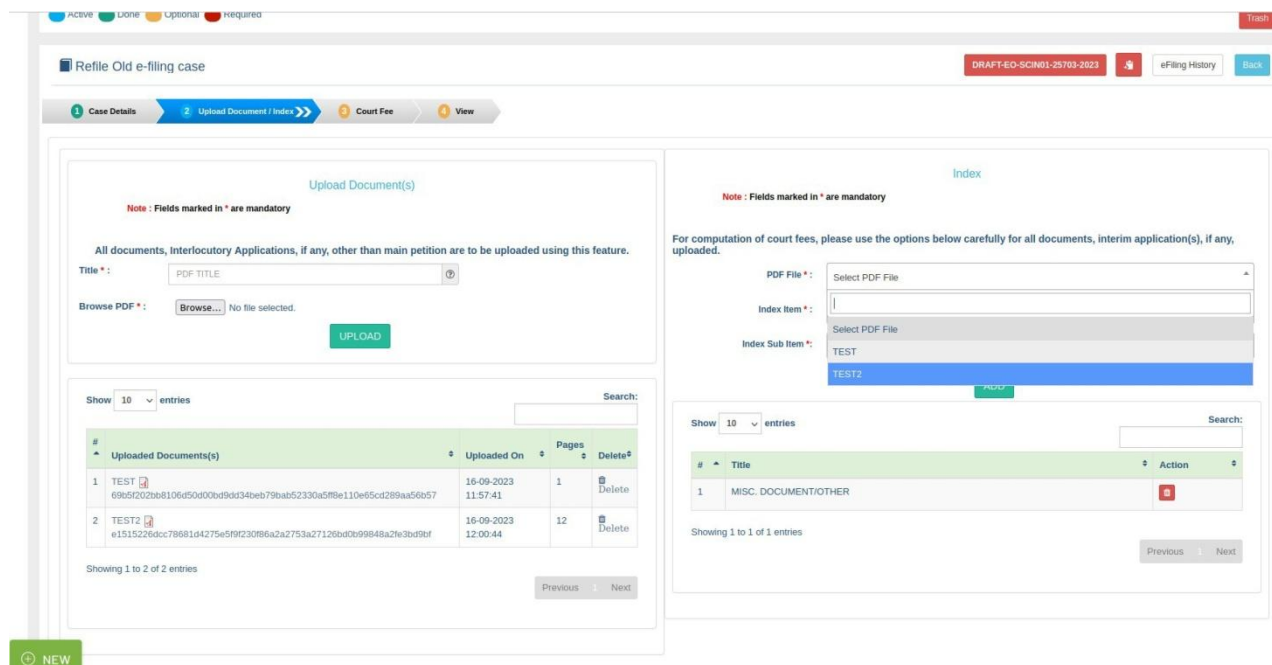 Active Done Optional Required
Trash
Refile Old e-filing case
DRAFT-EO-SCIN01-25703-2023
eFiling History
Back
1 Case Details
2 Upload Document / Index
3 Court Fee
4 View
Upload Document(s)
Note : Fields marked in * are mandatory
All documents, Interlocutory Applications, if any, other than main petition are to be uploaded using this feature.
Title * :
PDF TITLE
Browse PDF * :
Browse... No file selected.
UPLOAD
Show 10 entries
Search:
# Uploaded Documents(s) Uploaded On Pages Delete
1 TEST 16-09-2023 1 Delete
69b5f202bb8106d50d00bd9dd34beb79bab52330a5ff8e110e65cd289aa56b57 11:57:41
2 TEST2 16-09-2023 12 Delete
e1515226dcc78681d4275e5f9f230f86a2a2753a27126bd0b99848a2fe3bd9bf 12:00:44
Showing 1 to 2 of 2 entries
Previous 1 Next
Index
Note : Fields marked in * are mandatory
For computation of court fees, please use the options below carefully for all documents, interim application(s), if any,
uploaded.
PDF File * :
Select PDF File
Index Item * :
Select PDF File
Index Sub Item *:
TEST
TEST2
ADD
Show 10 entries
Search:
# Title Action
1 MISC. DOCUMENT/OTHER
Showing 1 to 1 of 1 entries
Previous 1 Next
NEW